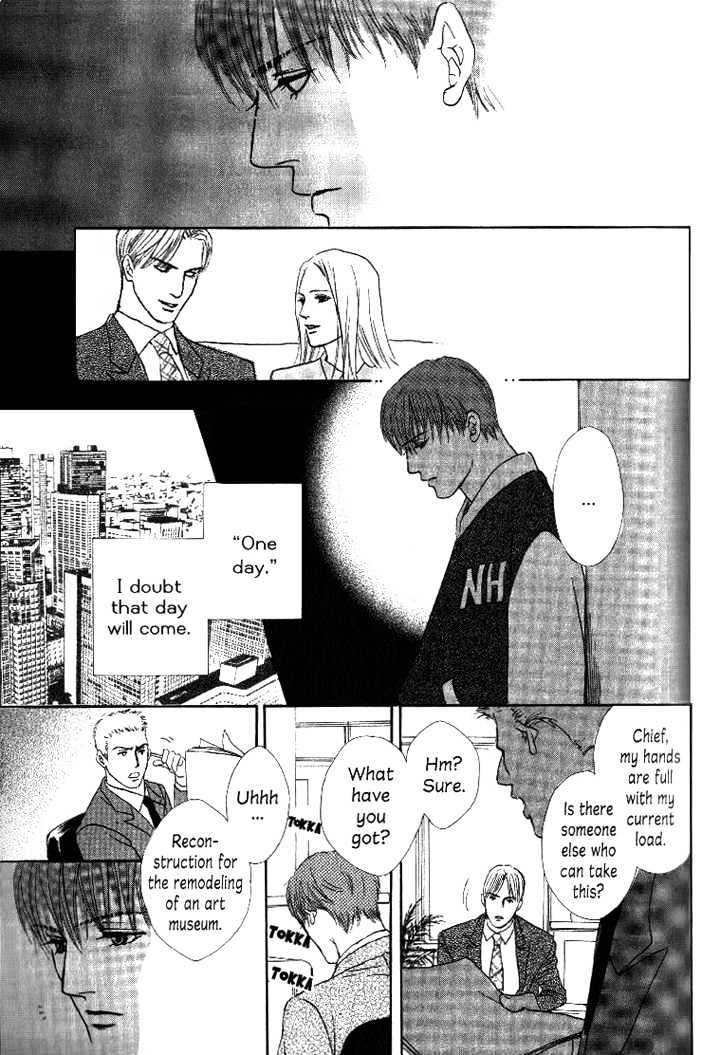 ...
NH
“One
day.”
I doubt
that day
will come.
Chief,
my hands
are full
with my
current
load.
Is there
someone
else who
can take
this?
Hm?
Sure.
What
have
you
got?
TOKKA
TOKKA
TOKKA
Uhhh
...
Recon-
struction for
the remodeling
of an art
museum.